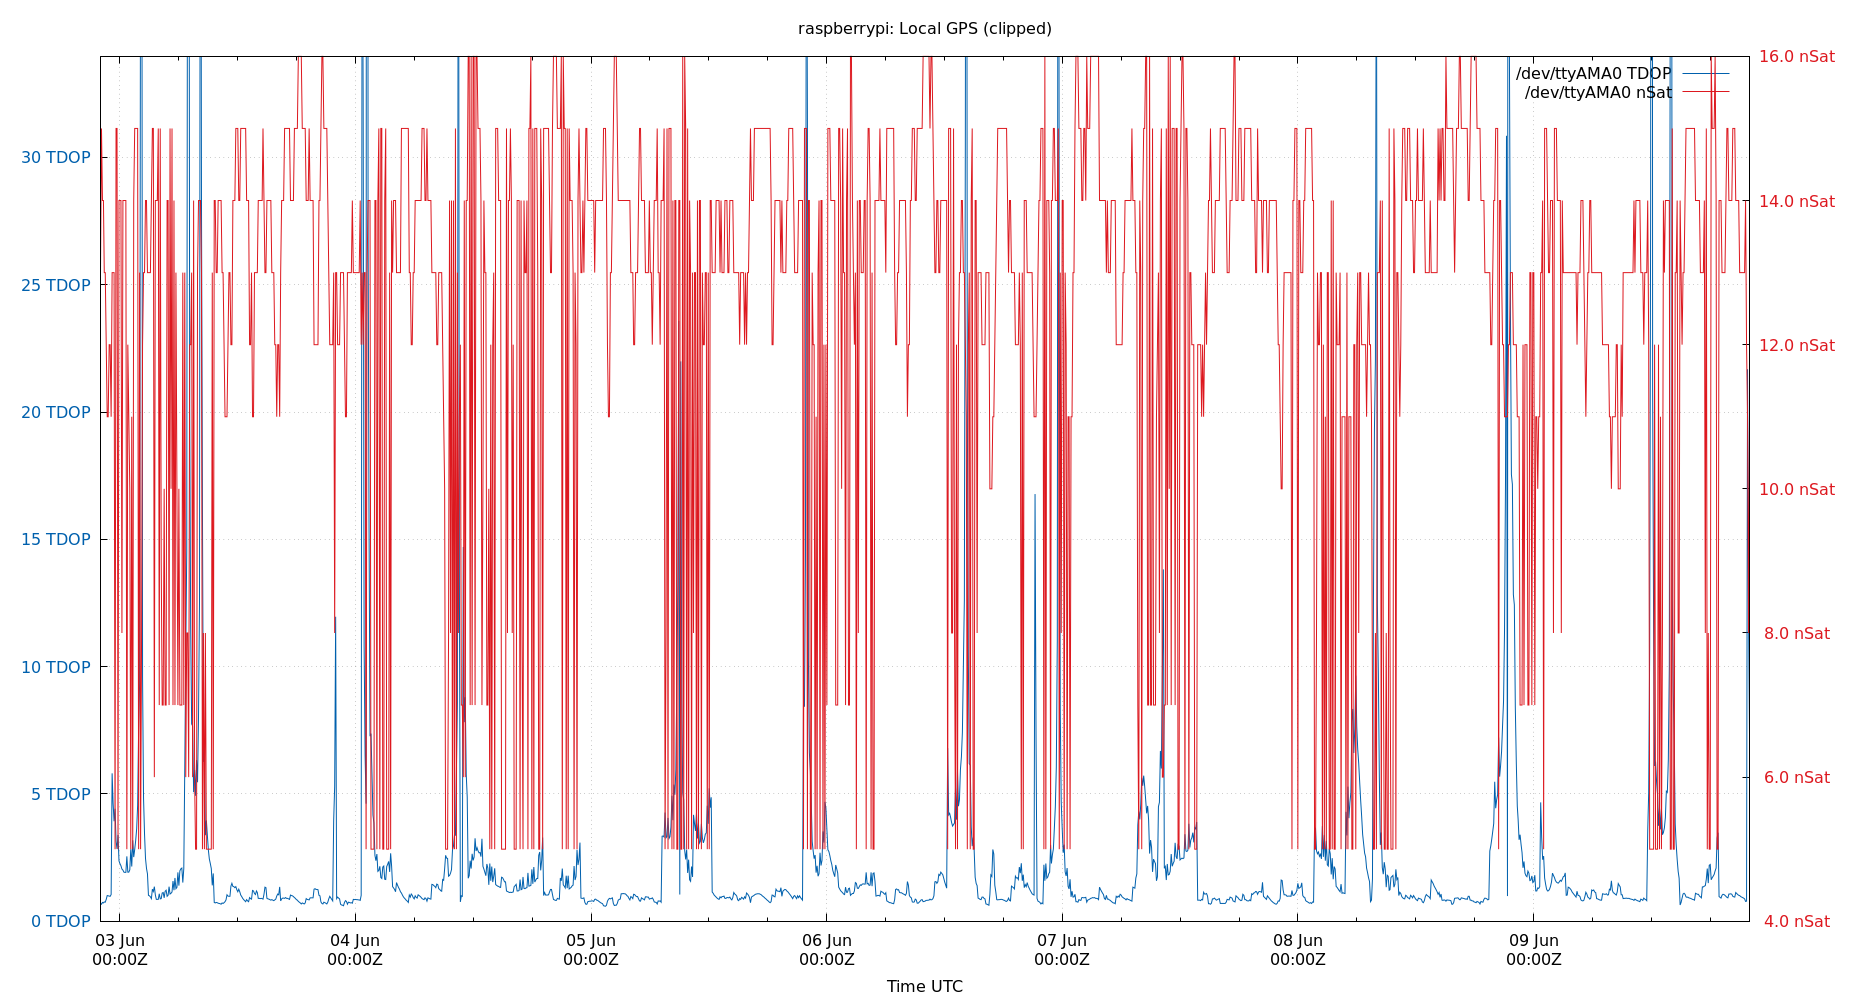 raspberrypi: Local GPS (clipped)
/dev/ttyAMA0 TDOP
/dev/ttyAMA0 nSat
30 TDOP
25 TDOP
20 TDOP
15 TDOP
10 TDOP
5 TDOP
0 TDOP
16.0 nSat
14.0 nSat
12.0 nSat
10.0 nSat
8.0 nSat
6.0 nSat
4.0 nSat
03 Jun 04 Jun 05 Jun 06 Jun 07 Jun 08 Jun 09 Jun
00:00Z 00:00Z 00:00Z 00:00Z 00:00Z 00:00Z 00:00Z
Time UTC